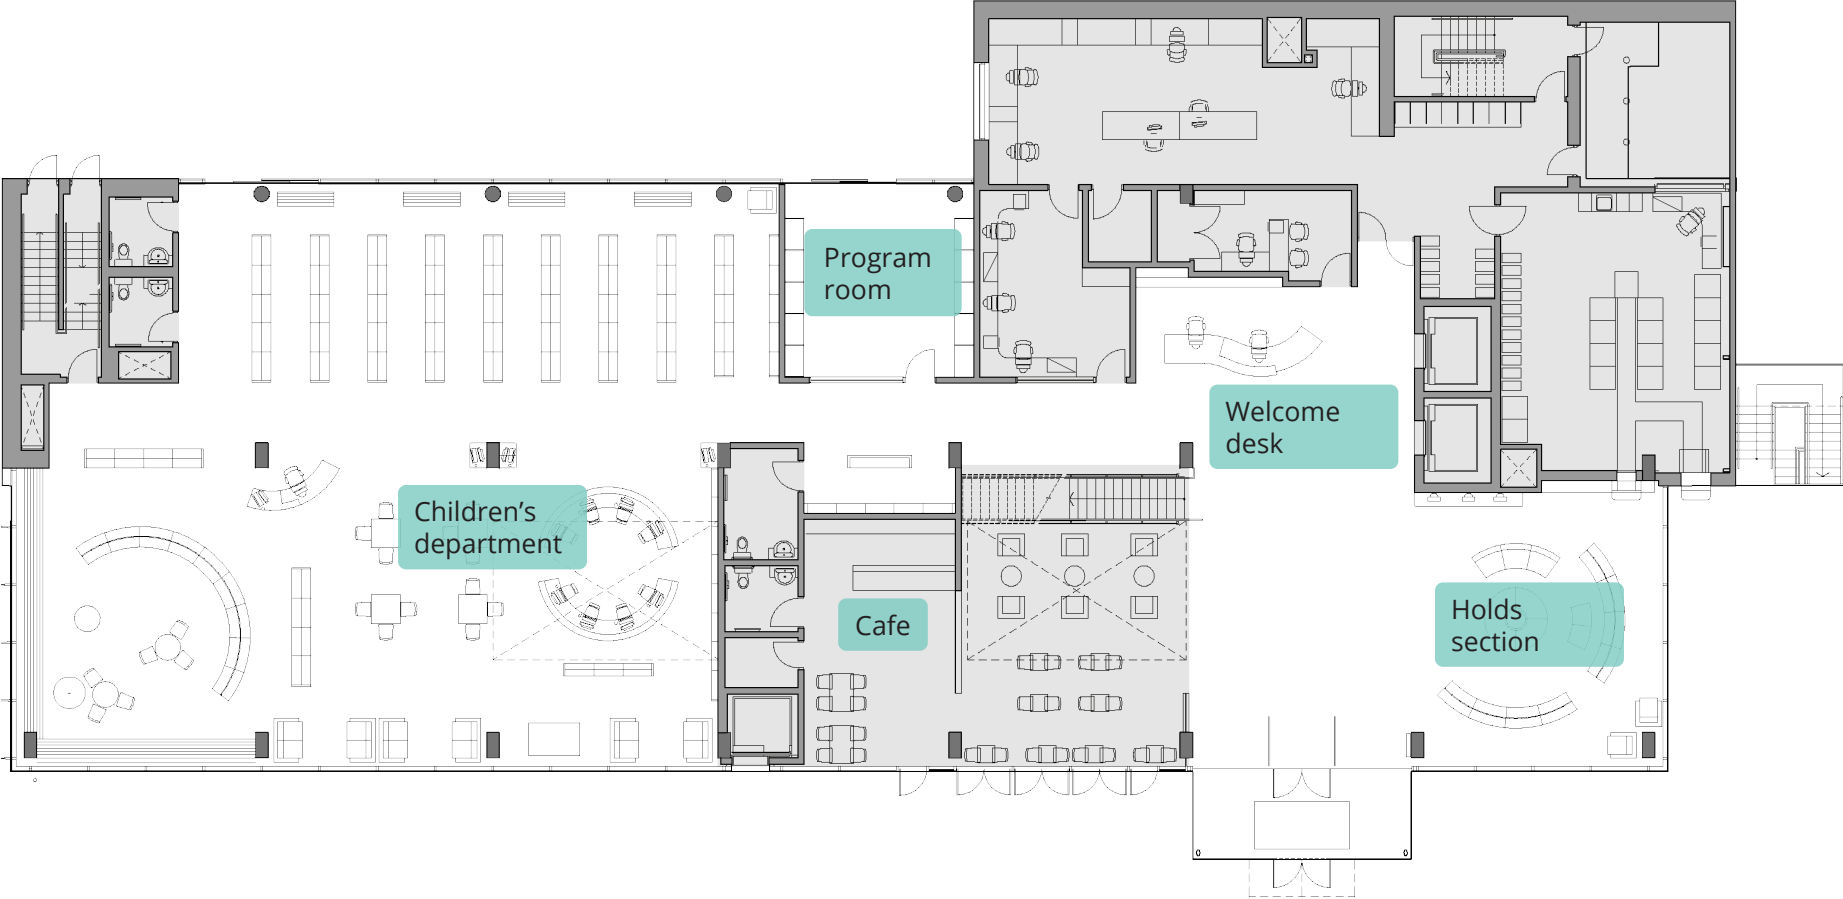 Program
room
Welcome
desk
Children’s
department
Holds
section
Cafe